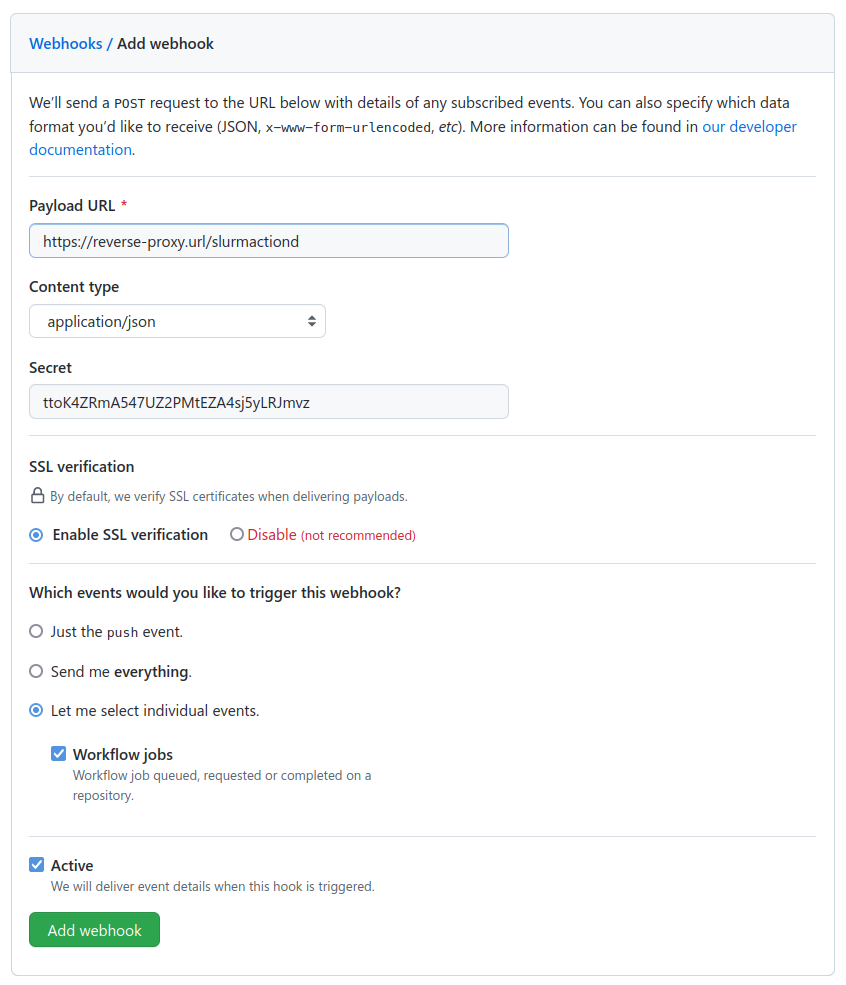 Webhooks / Add webhook
We’ll send a POST request to the URL below with details of any subscribed events. You can also specify which data
format you’d like to receive (JSON, x-www-form-urlencoded, etc). More information can be found in our developer
documentation.
Payload URL *
https://reverse-proxy.url/slurmactiond
Content type
application/json
Secret
ttoK4ZRmA547UZ2PMtEZA4sj5yLRJmvz
SSL verification
By default, we verify SSL certificates when delivering payloads.
Enable SSL verification Disable (not recommended)
Which events would you like to trigger this webhook?
Just the push event.
Send me everything.
Let me select individual events.
Workflow jobs
Workflow job queued, requested or completed on a
repository.
Active
We will deliver event details when this hook is triggered.
Add webhook